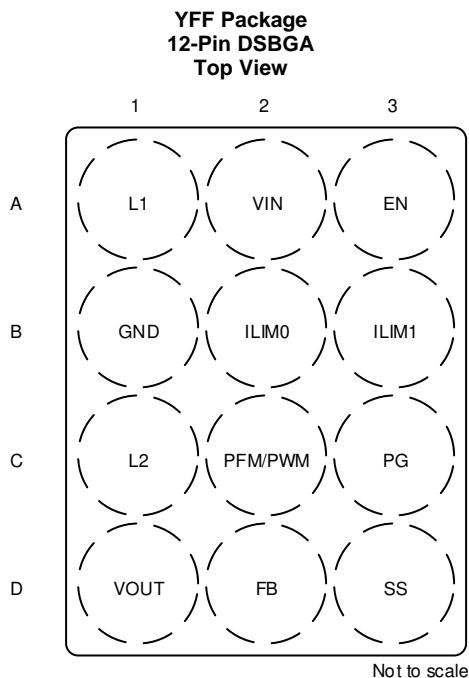 YFF Package
12-Pin DSBGA
Top View
1 2 3
A L1 VIN EN
B GND ILIM0 ILIM1
C L2 PFM/PWM PG
D VOUT FB SS
Not to scale